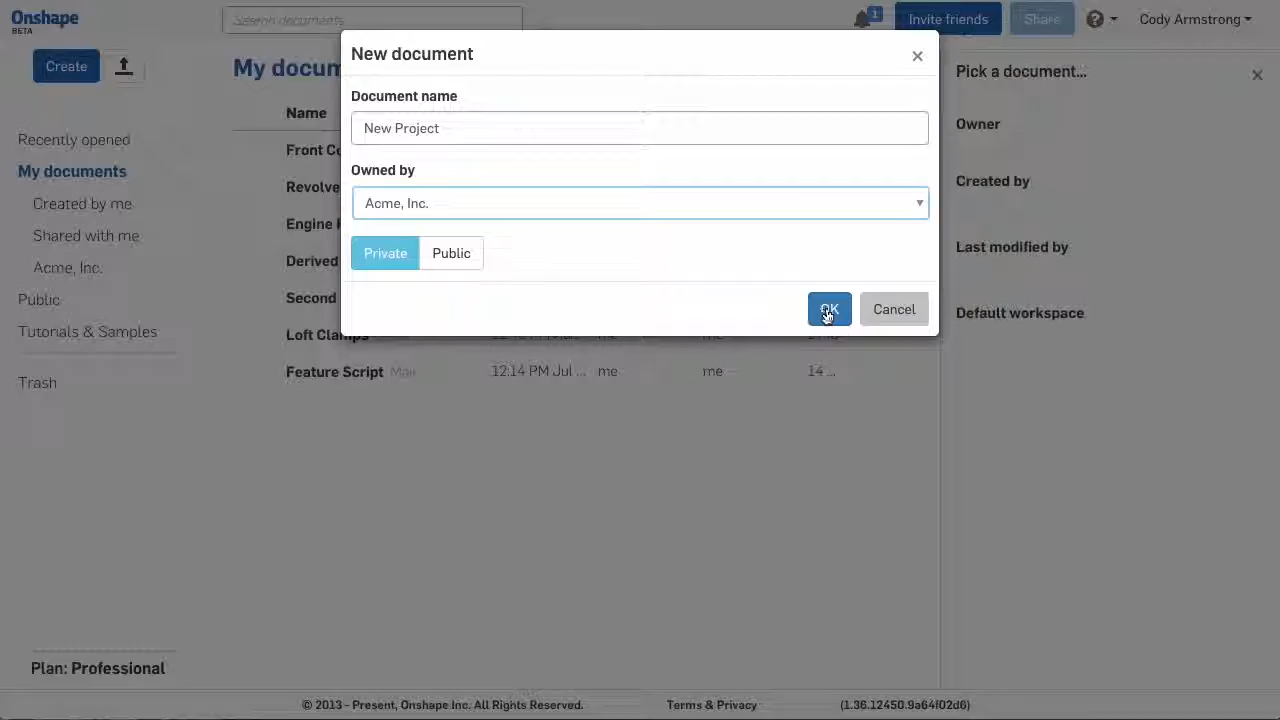 Onshape
BETA
Search documents
1
Invite friends
Share
Cody Armstrong
Create
My docum
Name
Recently opened
My documents
Created by me
Shared with me
Acme, Inc.
Public
Tutorials & Samples
Trash
Plan: Professional
Front Co
Revolve
Engine
Derived
Second
Loft Clamps
Feature Script Main 12:14 PM Jul ... me me 14 ...
New document
×
Document name
New Project
Owned by
Acme, Inc.
Private Public
OK Cancel
Pick a document...
Owner
Created by
Last modified by
Default workspace
© 2013 - Present, Onshape Inc. All Rights Reserved. Terms & Privacy (1.36.12450.9a64f02d6)